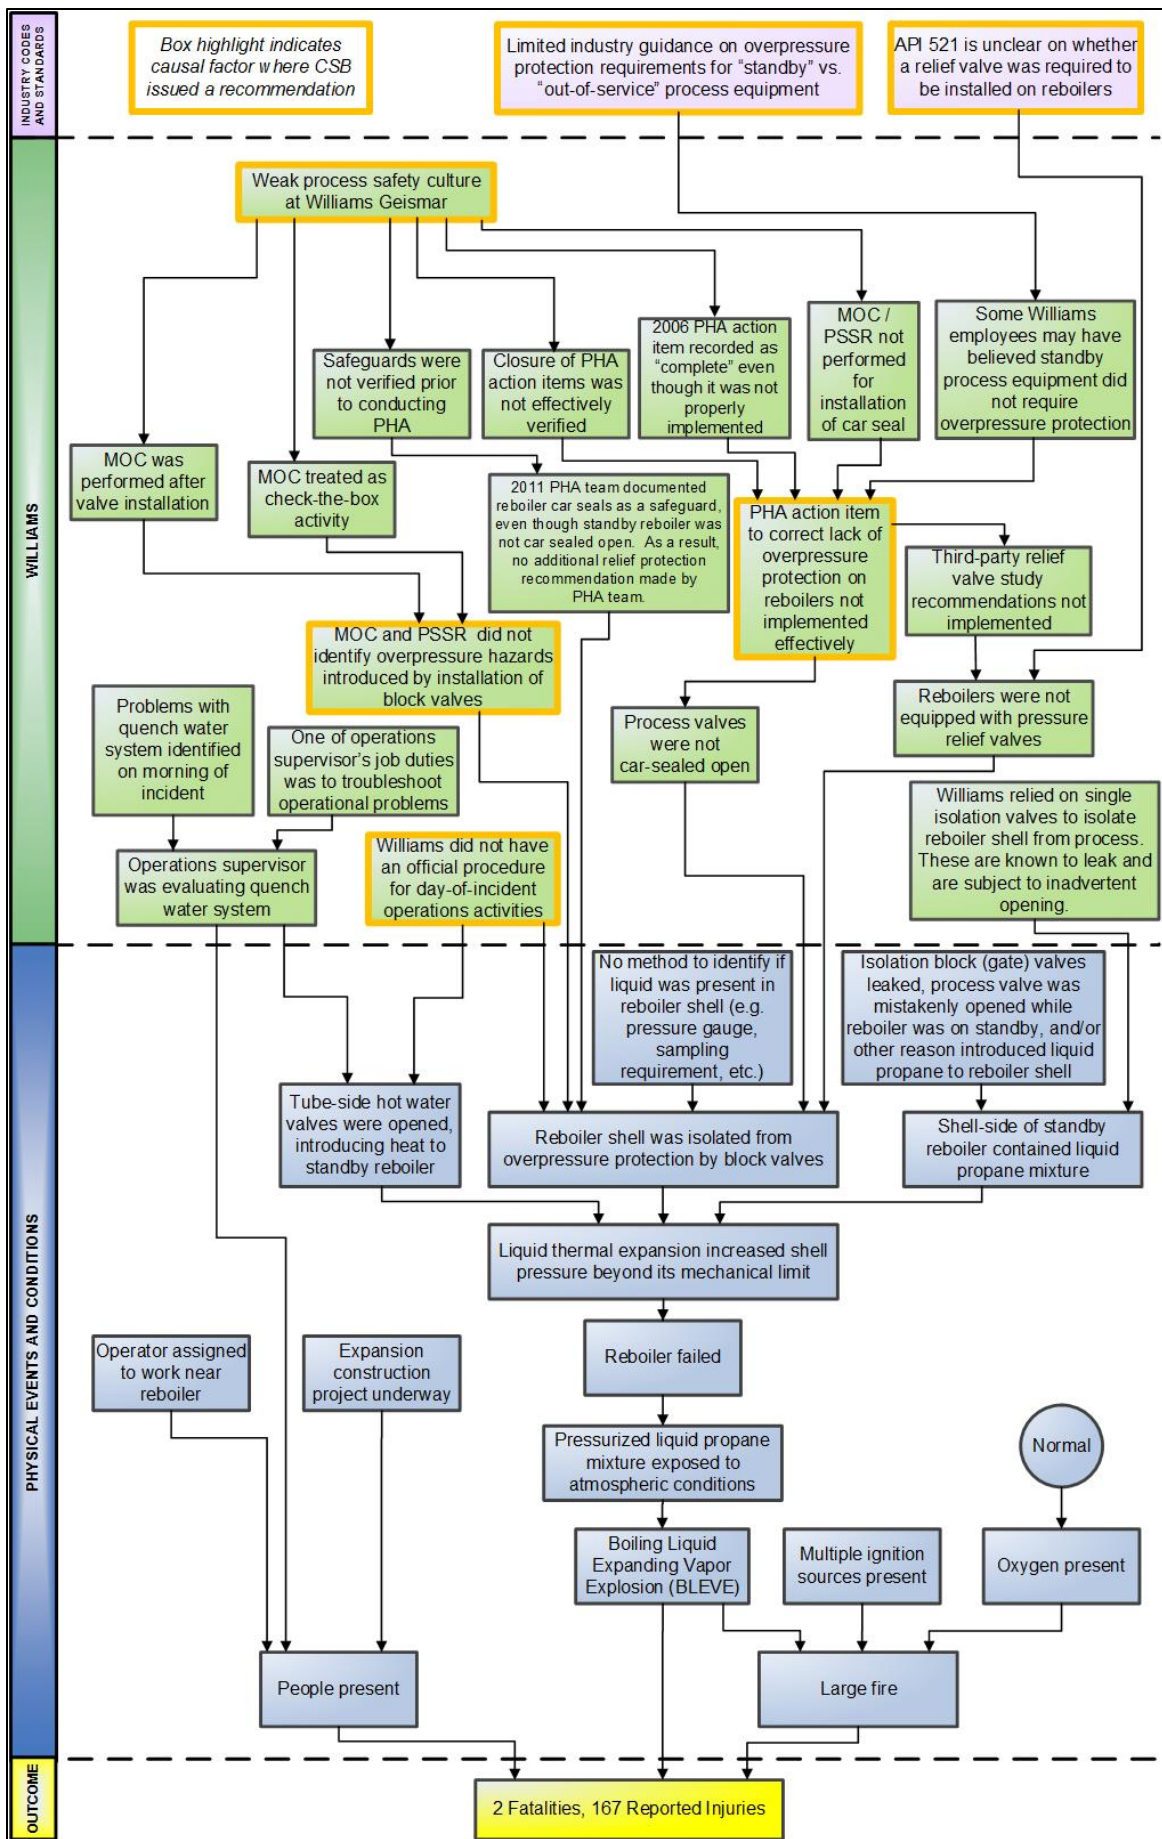 INDUSTRY CODES
AND STANDARDS
Box highlight indicates
causal factor where CSB
issued a recommendation
Limited industry guidance on overpressure
protection requirements for “standby” vs.
“out-of-service” process equipment
API 521 is unclear on whether
a relief valve was required to
be installed on reboilers
WILLIAMS
Weak process safety culture
at Williams Geismar
MOC was
performed after
valve installation
MOC treated as
check-the-box
activity
Safeguards were
not verified prior
to conducting
PHA
Closure of PHA
action items was
not effectively
verified
2006 PHA action
item recorded as
“complete” even
though it was not
properly
implemented
MOC /
PSSR not
performed
for
installation
of car seal
Some Williams
employees may have
believed standby
process equipment did
not require
overpressure protection
2011 PHA team documented
reboiler car seals as a safeguard,
even though standby reboiler was
not car sealed open. As a result,
no additional relief protection
recommendation made by
PHA team.
PHA action item
to correct lack of
overpressure
protection on
reboilers not
implemented
effectively
Third-party relief
valve study
recommendations not
implemented
MOC and PSSR did not
identify overpressure hazards
introduced by installation of
block valves
Problems with
quench water
system identified
on morning of
incident
One of operations
supervisor’s job duties
was to troubleshoot
operational problems
Process valves
were not
car-sealed open
Reboilers were not
equipped with pressure
relief valves
Operations supervisor
was evaluating quench
water system
Williams did not have
an official procedure
for day-of-incident
operations activities
Williams relied on single
isolation valves to isolate
reboiler shell from process.
These are known to leak and
are subject to inadvertent
opening.
PHYSICAL EVENTS AND CONDITIONS
No method to identify if
liquid was present in
reboiler shell (e.g.
pressure gauge,
sampling
requirement, etc.)
Isolation block (gate) valves
leaked, process valve was
mistakenly opened while
reboiler was on standby, and/or
other reason introduced liquid
propane to reboiler shell
Tube-side hot water
valves were opened,
introducing heat to
standby reboiler
Reboiler shell was isolated from
overpressure protection by block valves
Shell-side of standby
reboiler contained liquid
propane mixture
Liquid thermal expansion increased shell
pressure beyond its mechanical limit
Operator assigned
to work near
reboiler
Expansion
construction
project underway
Reboiler failed
Pressurized liquid propane
mixture exposed to
atmospheric conditions
Normal
Boiling Liquid
Expanding Vapor
Explosion (BLEVE)
Multiple ignition
sources present
Oxygen present
People present
Large fire
OUTCOME
2 Fatalities, 167 Reported Injuries